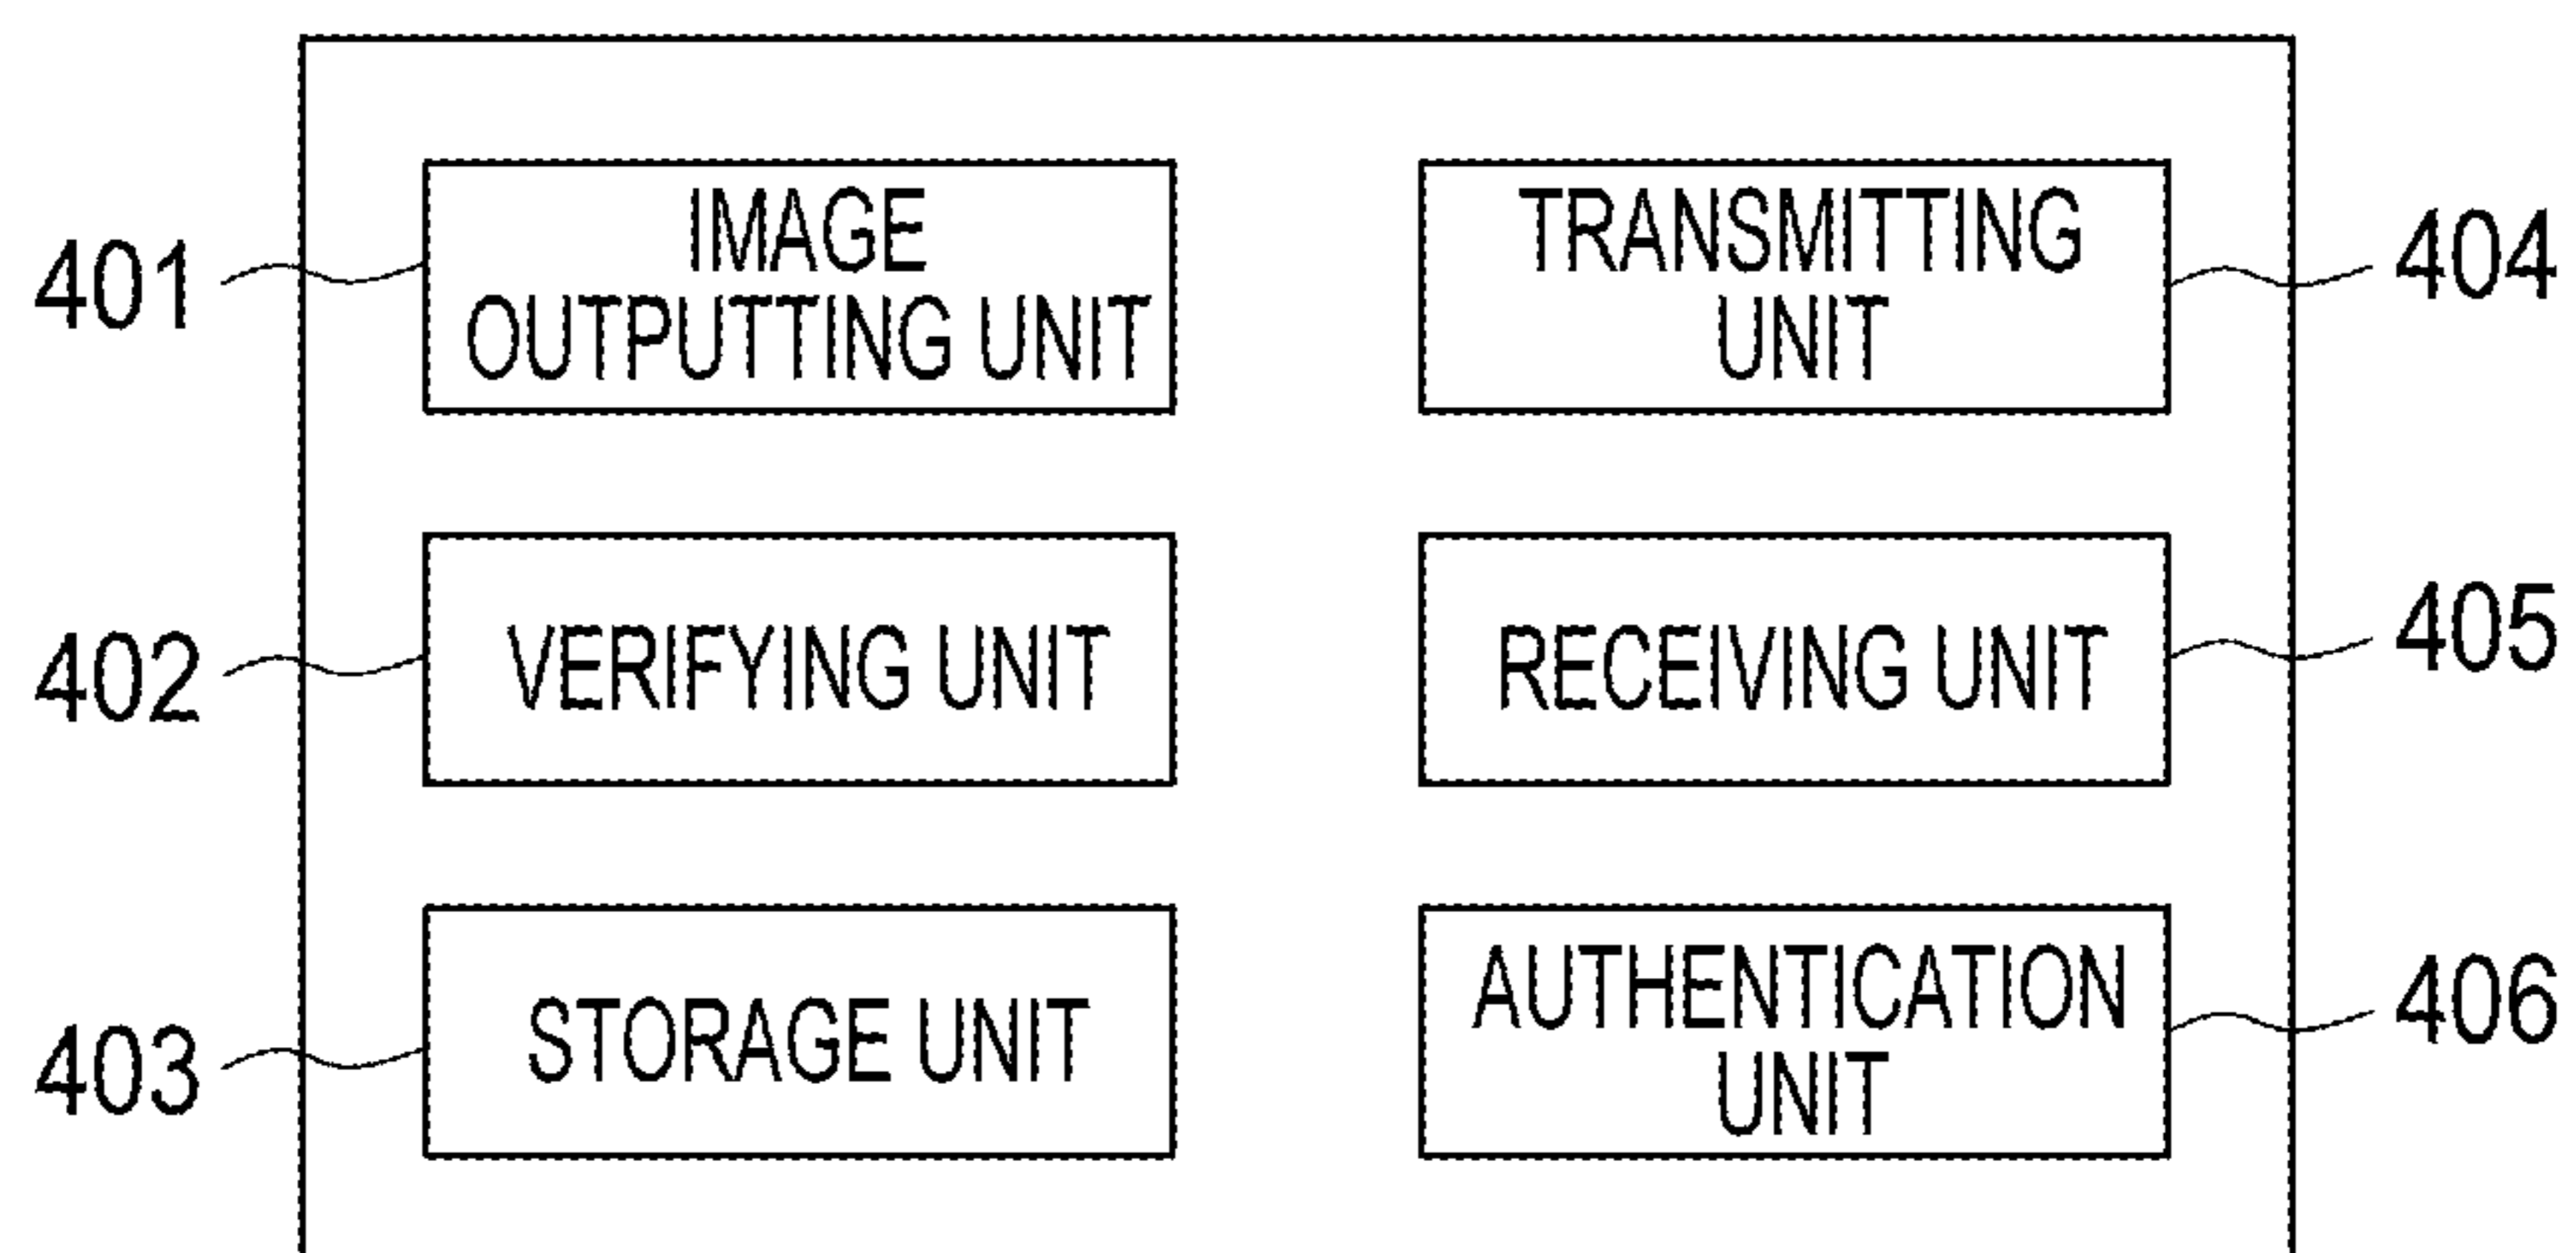 401
IMAGE
OUTPUTTING UNIT
TRANSMITTING
UNIT
404
402
VERIFYING UNIT
RECEIVING UNIT
405
403
STORAGE UNIT
AUTHENTICATION
UNIT
406